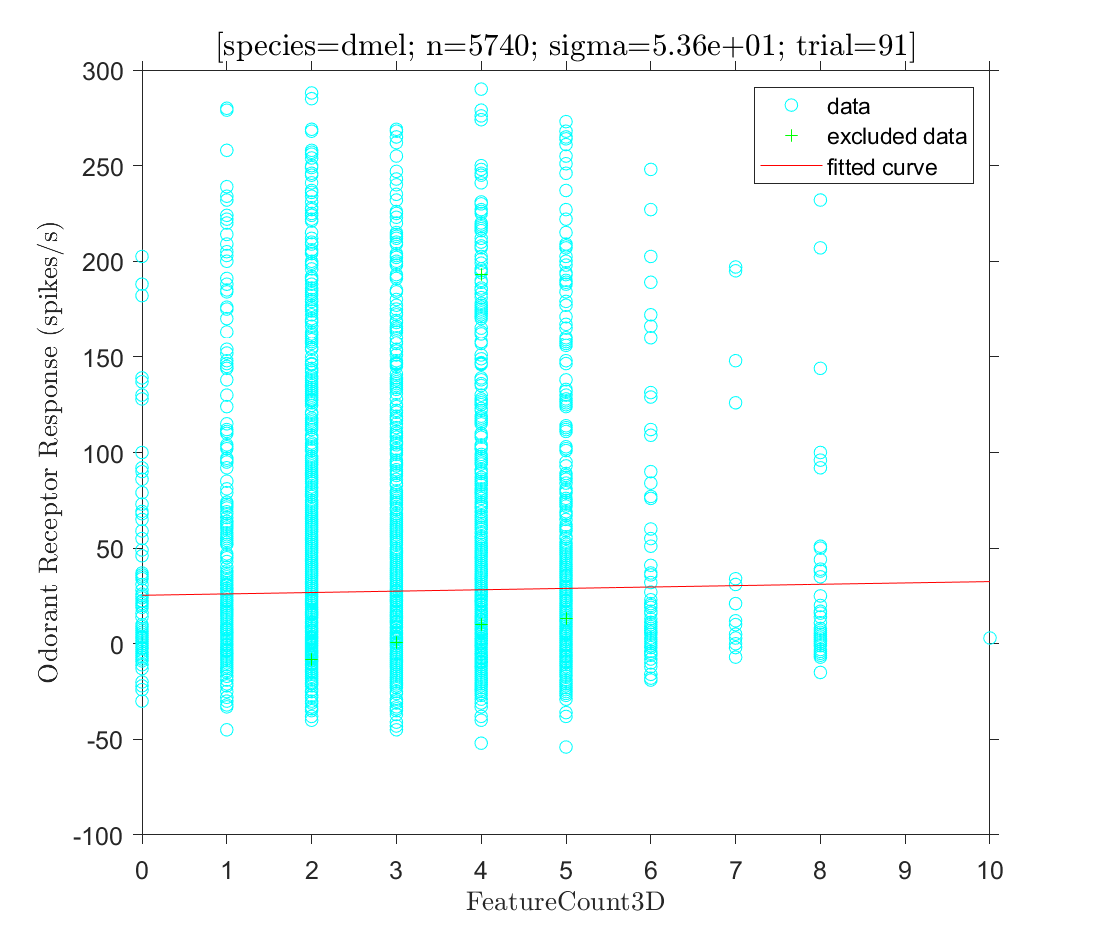 [species=dmel; n=5740; sigma=5.36e+01; trial=91]
300
250
200
150
100
50
0
-50
-100
Odorant Receptor Response (spikes/s)
data
excluded data
fitted curve
0 1 2 3 4 5 6 7 8 9 10
FeatureCount3D